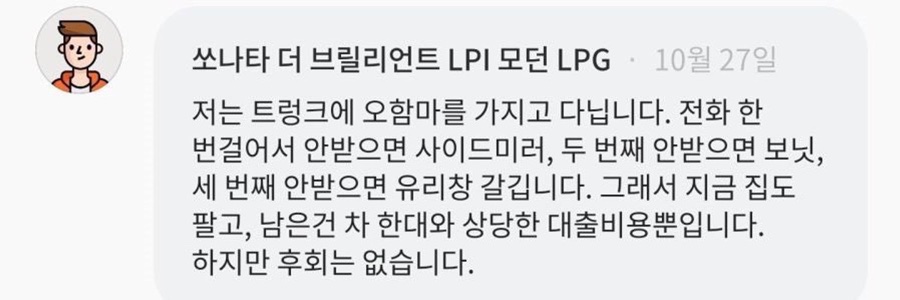 쏘나타 더 브릴리언트 LPI 모던 LPG · 10월 27일
저는 트렁크에 오함마를 가지고 다닙니다. 전화 한
번걸어서 안받으면 사이드미러, 두 번째 안받으면 보닛,
세 번째 안받으면 유리창 갈깁니다. 그래서 지금 집도
팔고, 남은건 차 한대와 상당한 대출비용뿐입니다.
하지만 후회는 없습니다.